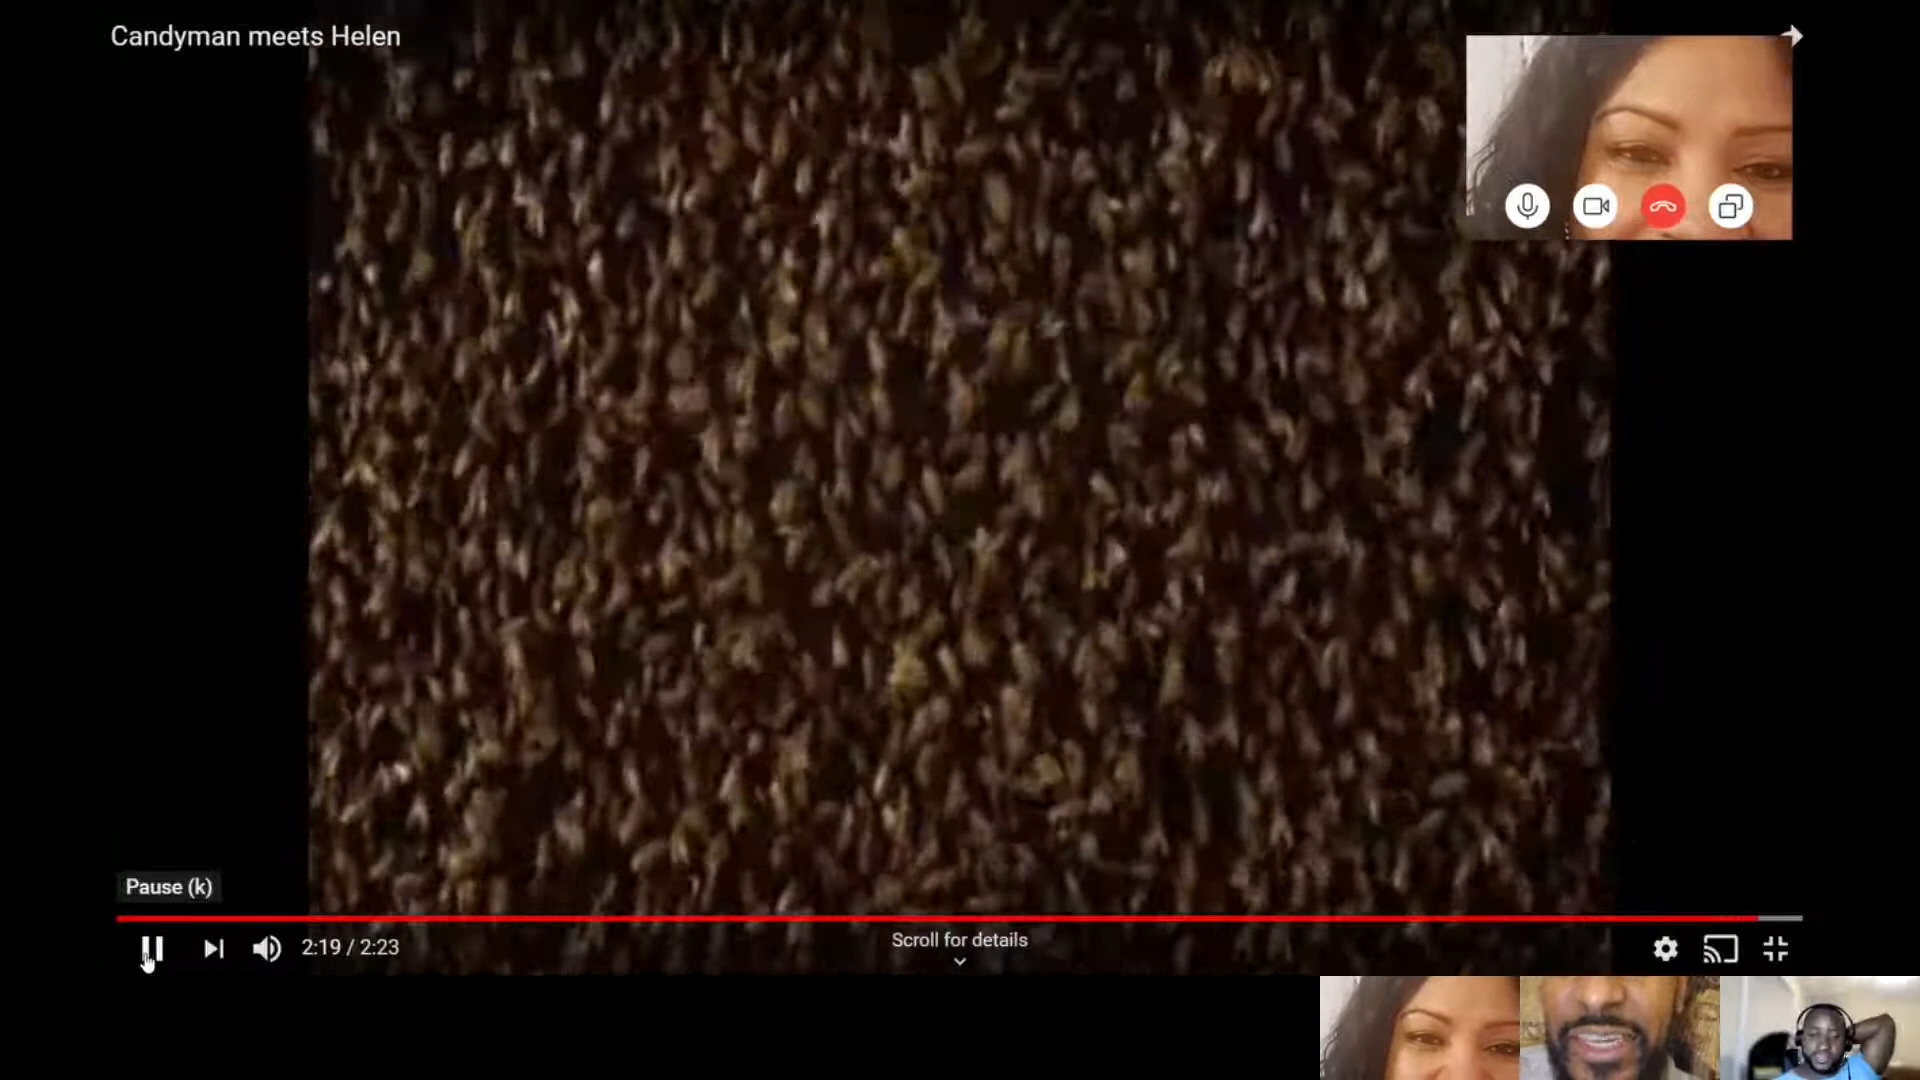 Candyman meets Helen
Pause (k)
2:19 / 2:23
Scroll for details